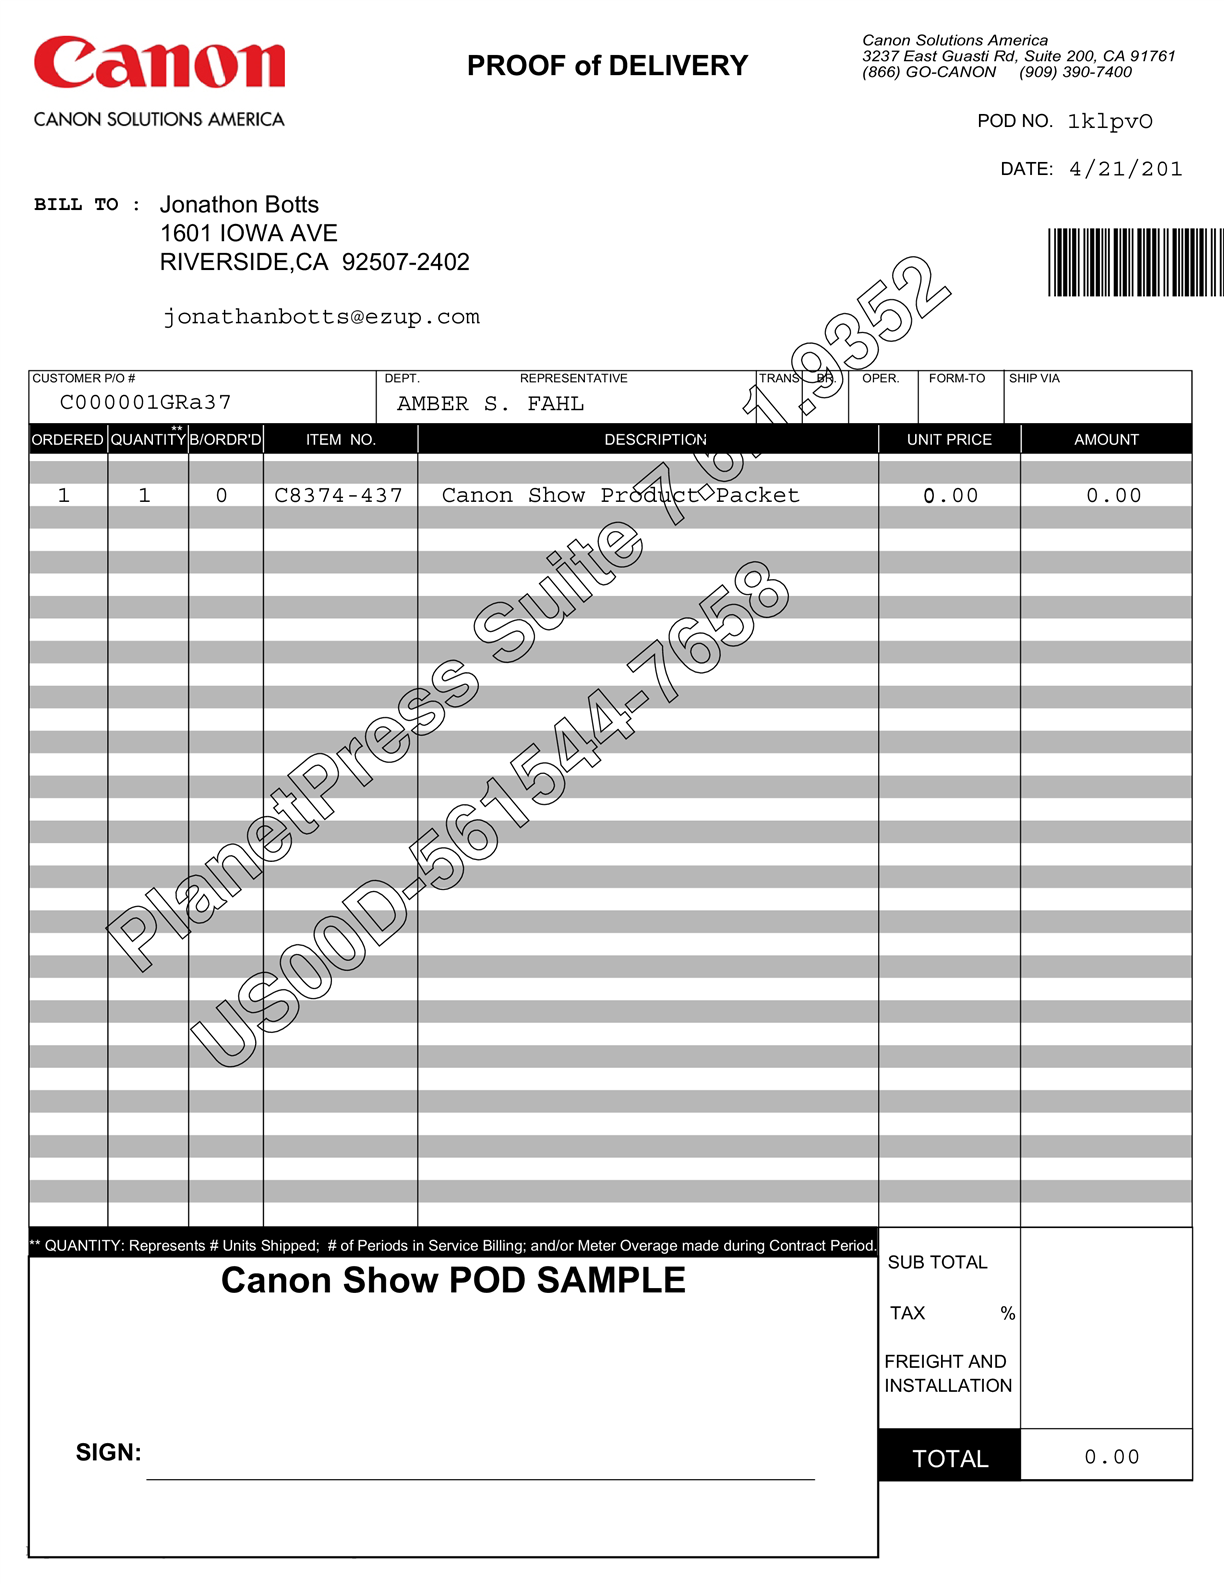 Canon
CANON SOLUTIONS AMERICA
PROOF of DELIVERY
Canon Solutions America
3237 East Guasti Rd, Suite 200, CA 91761
(866) GO-CANON (909) 390-7400
POD NO. 1klpvO
DATE: 4/21/201
BILL TO : Jonathon Botts
1601 IOWA AVE
RIVERSIDE,CA 92507-2402
jonathanbotts@ezup.com
CUSTOMER P/O # DEPT. REPRESENTATIVE TRANS BR. OPER. FORM-TO SHIP VIA
C000001GRa37 AMBER S. FAHL
ORDERED QUANTITY ** B/ORDR'D ITEM NO. DESCRIPTION UNIT PRICE AMOUNT
1 1 0 C8374-437 Canon Show Product Packet 0.00 0.00
PlanetPress Suite 7.6.1.9352
US00D-561544-7658
** QUANTITY: Represents # Units Shipped; # of Periods in Service Billing; and/or Meter Overage made during Contract Period.
Canon Show POD SAMPLE
SUB TOTAL
TAX %
FREIGHT AND
INSTALLATION
SIGN:
TOTAL 0.00